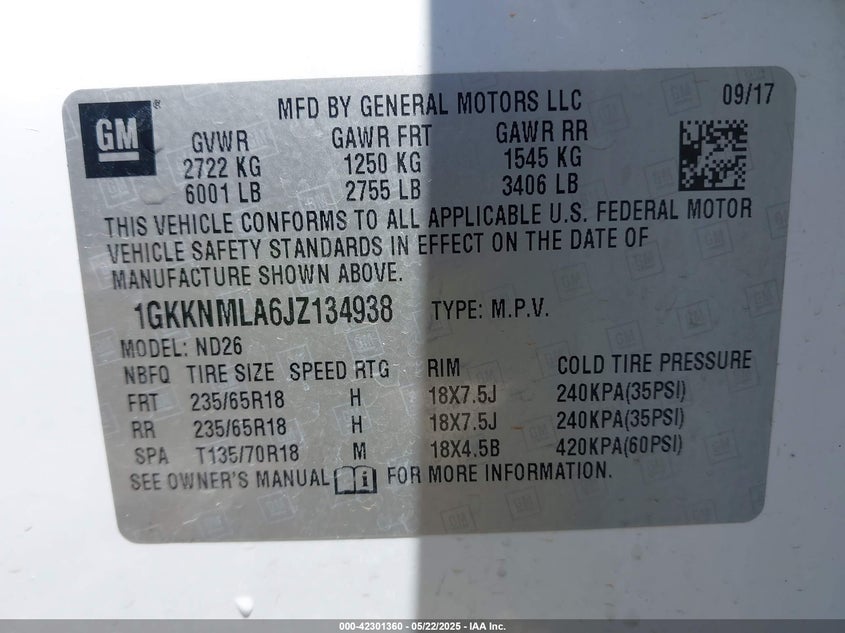 GM
MFD BY GENERAL MOTORS LLC 09/17
GVWR GAWR FRT GAWR RR
2722 KG 1250 KG 1545 KG
6001 LB 2755 LB 3406 LB
THIS VEHICLE CONFORMS TO ALL APPLICABLE U.S. FEDERAL MOTOR
VEHICLE SAFETY STANDARDS IN EFFECT ON THE DATE OF
MANUFACTURE SHOWN ABOVE.
1GKKNMLA6JZ134938 TYPE: M.P.V.
MODEL: ND26
NBFQ TIRE SIZE SPEED RTG RIM COLD TIRE PRESSURE
FRT 235/65R18 H 18X7.5J 240KPA(35PSI)
RR 235/65R18 H 18X7.5J 240KPA(35PSI)
SPA T135/70R18 M 18X4.5B 420KPA(60PSI)
SEE OWNER'S MANUAL FOR MORE INFORMATION.
000-42301360 - 05/22/2025 - IAA Inc.